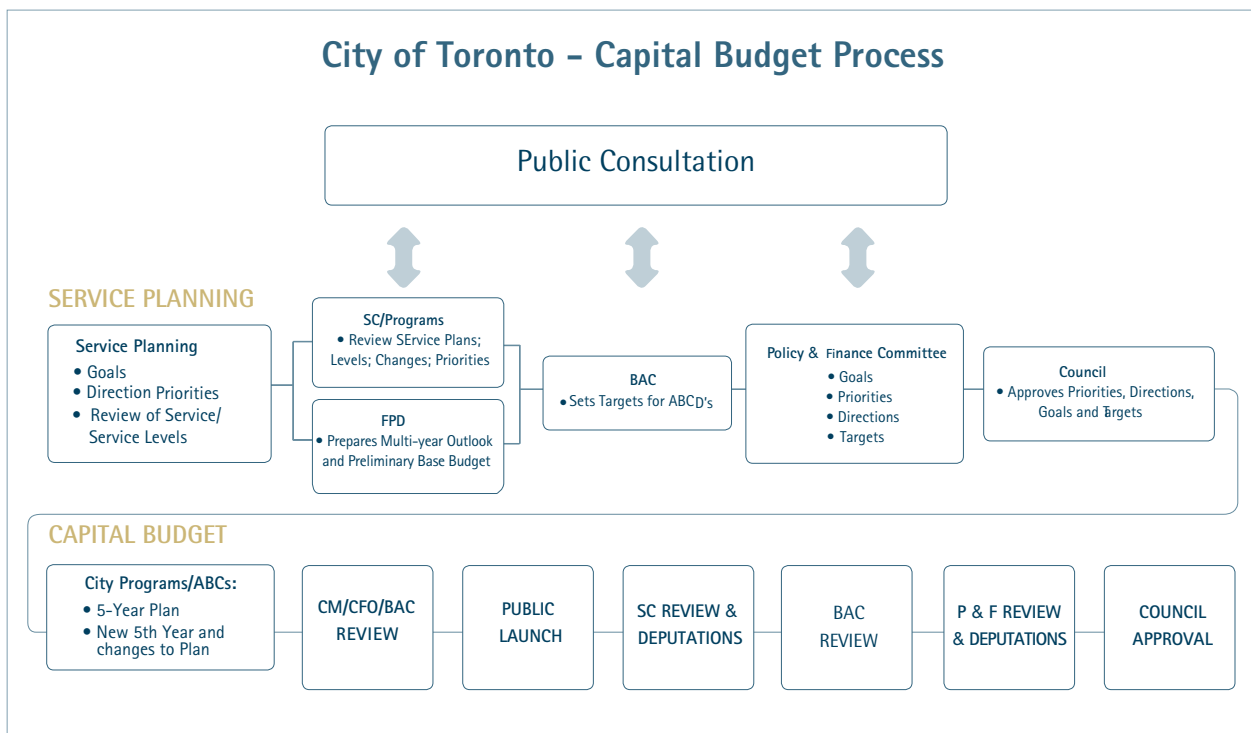 City of Toronto - Capital Budget Process
Public Consultation
SERVICE PLANNING
Service Planning
• Goals
• Direction Priorities
• Review of Service/
Service Levels
SC/Programs
• Review SErvice Plans;
Levels; Changes; Priorities
FPD
• Prepares Multi-year Outlook
and Preliminary Base Budget
BAC
• Sets Targets for ABCD's
Policy & Finance Committee
• Goals
• Priorities
• Directions
• Targets
Council
• Approves Priorities, Directions,
Goals and Targets
CAPITAL BUDGET
City Programs/ABCs:
• 5-Year Plan
• New 5th Year and
changes to Plan
CM/CFO/BAC
REVIEW
PUBLIC
LAUNCH
SC REVIEW &
DEPUTATIONS
BAC
REVIEW
P & F REVIEW
& DEPUTATIONS
COUNCIL
APPROVAL